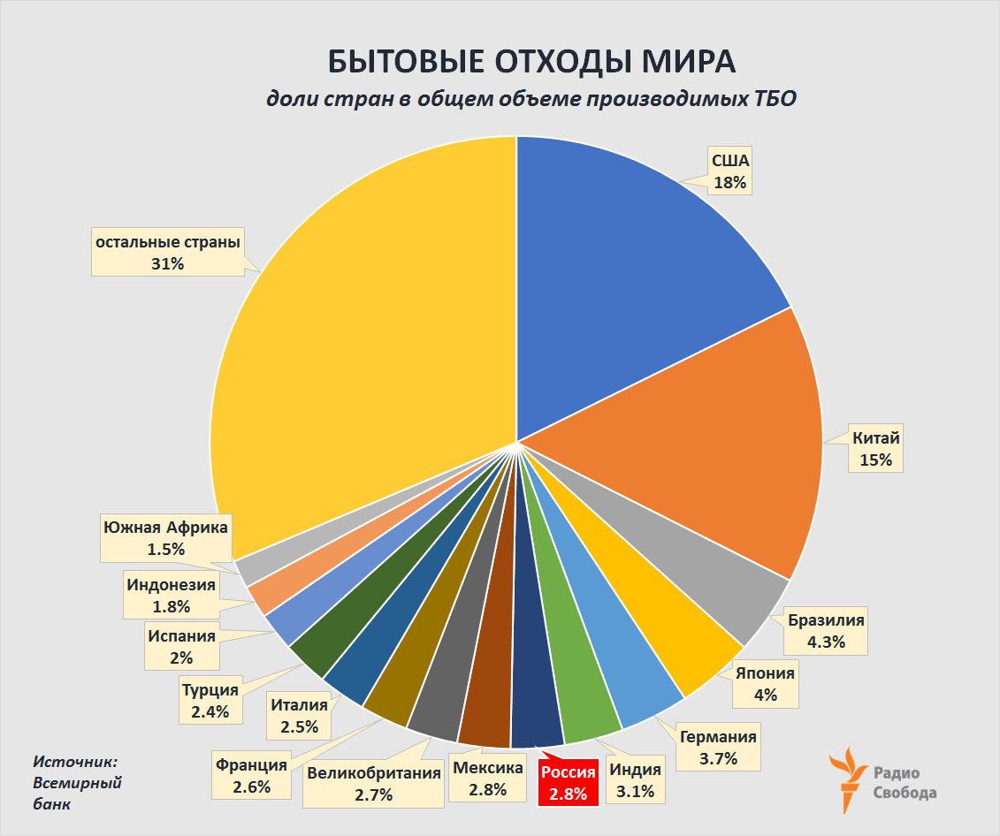 БЫТОВЫЕ ОТХОДЫ МИРА
доли стран в общем объеме производимых ТБО
США
18%
Китай
15%
Бразилия
4.3%
Япония
4%
Германия
3.7%
Индия
3.1%
Россия
2.8%
Мексика
2.8%
Великобритания
2.7%
Франция
2.6%
Италия
2.5%
Турция
2.4%
Испания
2%
Индонезия
1.8%
Южная Африка
1.5%
остальные страны
31%
Источник:
Всемирный
банк
Радио
Свобода